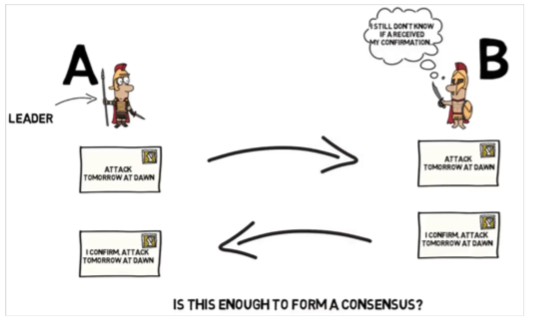 I STILL DON'T KNOW
IF A RECEIVED
MY CONFIRMATION...
A
B
LEADER
ATTACK
TOMORROW AT DAWN
ATTACK
TOMORROW AT DAWN
I CONFIRM, ATTACK
TOMORROW AT DAWN
I CONFIRM, ATTACK
TOMORROW AT DAWN
IS THIS ENOUGH TO FORM A CONSENSUS?